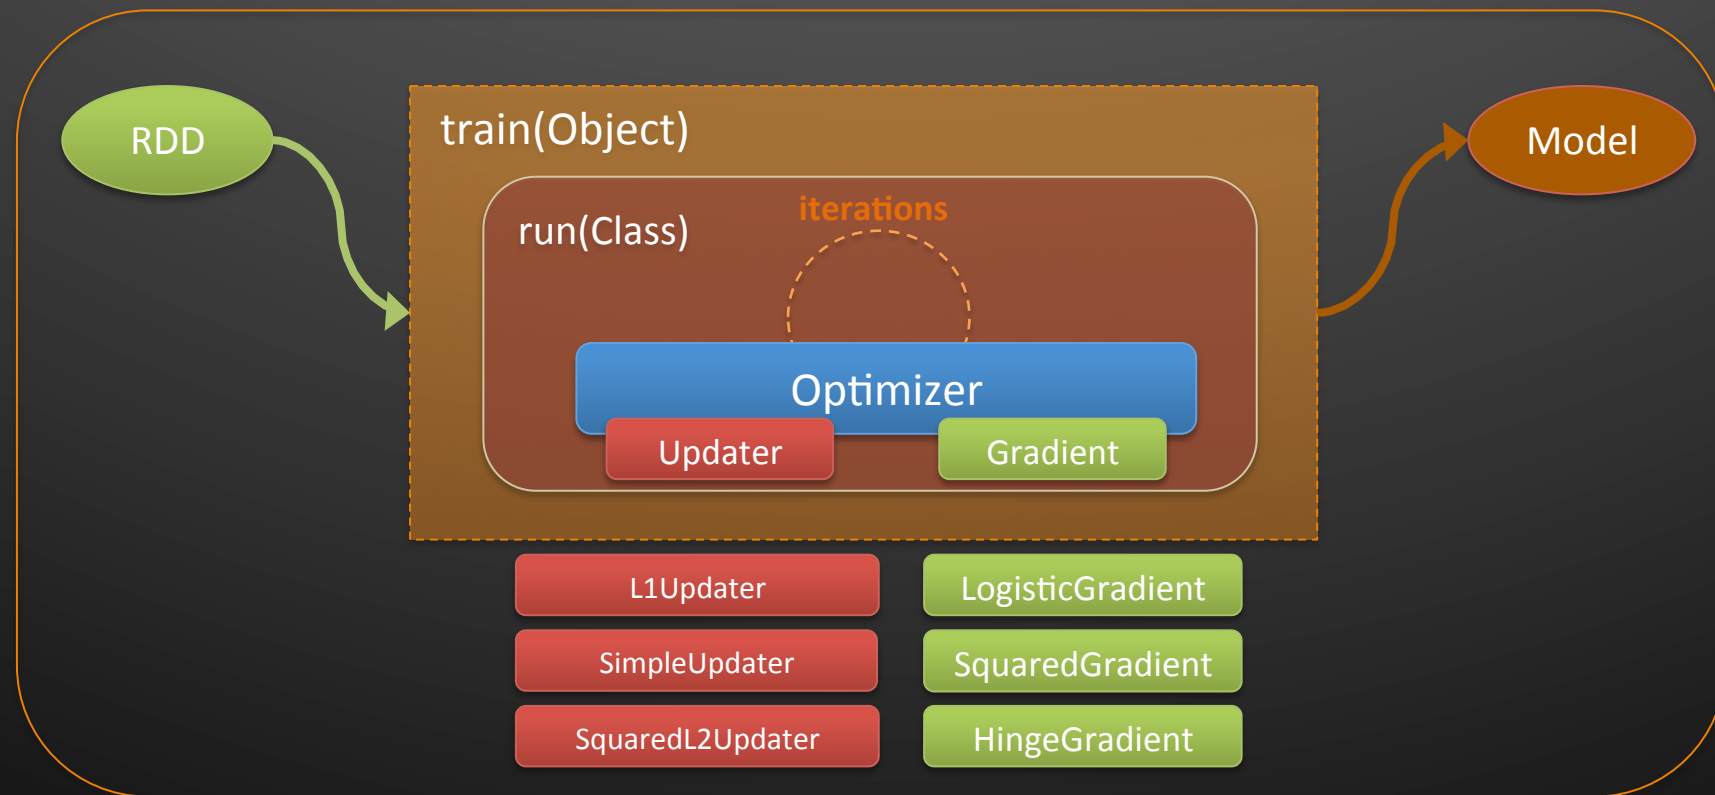 RDD
train(Object)
Model
iterations
run(Class)
Optimizer
Updater
Gradient
L1Updater
LogisticGradient
SimpleUpdater
SquaredGradient
SquaredL2Updater
HingeGradient